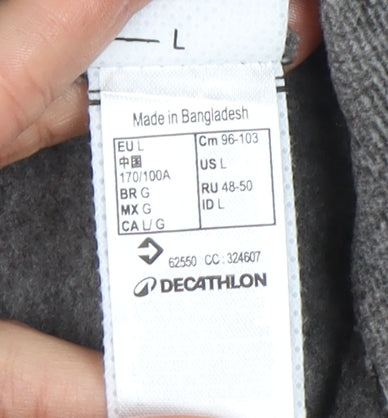 L
Made in Bangladesh
EU L
中国
170/100A
BR G
MX G
CA L/ G
Cm 96-103
US L
RU 48-50
ID L
62550 CC : 324607
DECATHLON